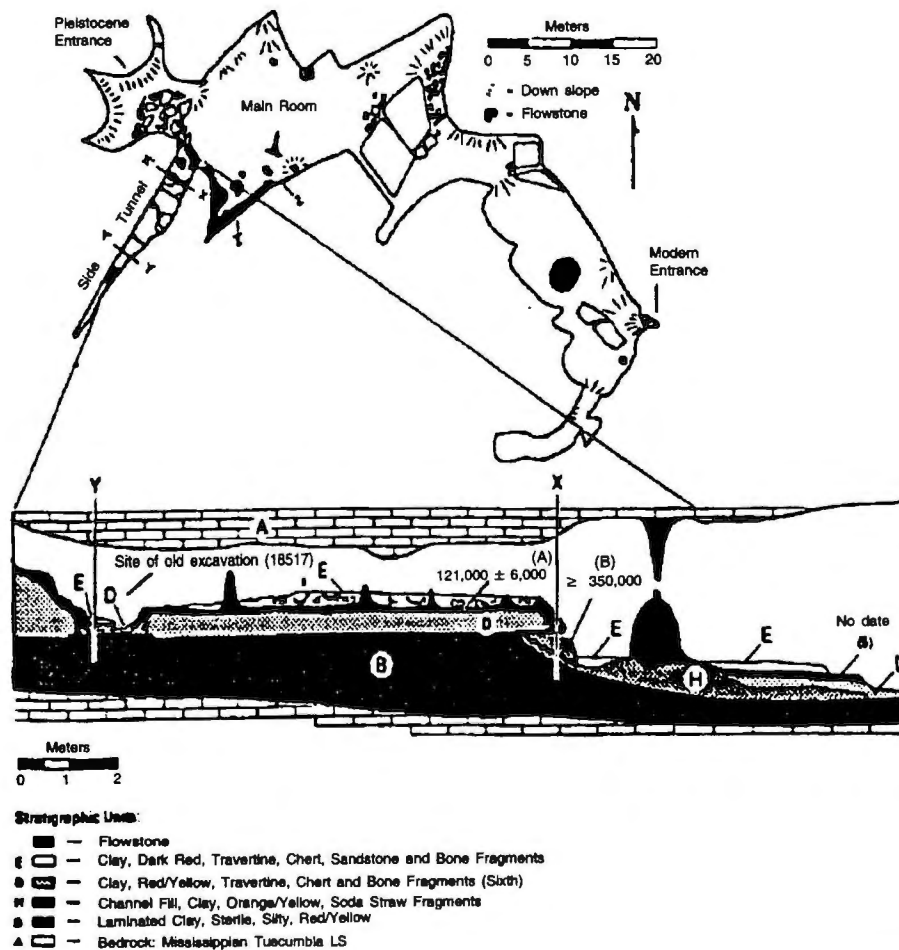 Pleistocene
Entrance
Meters
0 5 10 15 20
Down slope
Flowstone
Main Room
N
Side Tunnel
X
X
Y
Y
Z
Z
Modern
Entrance
Y
X
A
Site of old excavation (18517)
E
D
E
121,000 ± 6,000
(A)
(B)
≥ 350,000
D
B
E
E
H
No date
Meters
0 1 2
Stratigraphic Units:
— Flowstone
E — Clay, Dark Red, Travertine, Chert, Sandstone and Bone Fragments
D — Clay, Red/Yellow, Travertine, Chert and Bone Fragments (Sixth)
H — Channel Fill, Clay, Orange/Yellow, Soda Straw Fragments
B — Laminated Clay, Sterile, Silty, Red/Yellow
A — Bedrock: Mississippian Tuscumbia LS